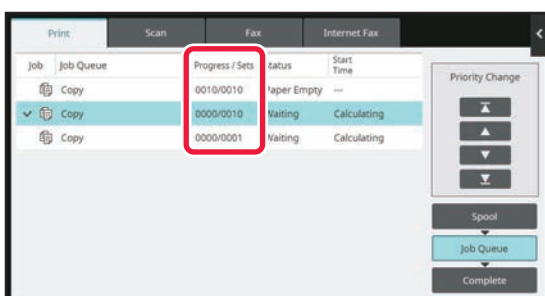 Print Scan Fax Internet Fax
Job Job Queue Progress / Sets Status Start Time
Copy 0010/0010 Paper Empty ---
Copy 0000/0010 Waiting Calculating
Copy 0000/0001 Waiting Calculating
Priority Change
Spool
Job Queue
Complete